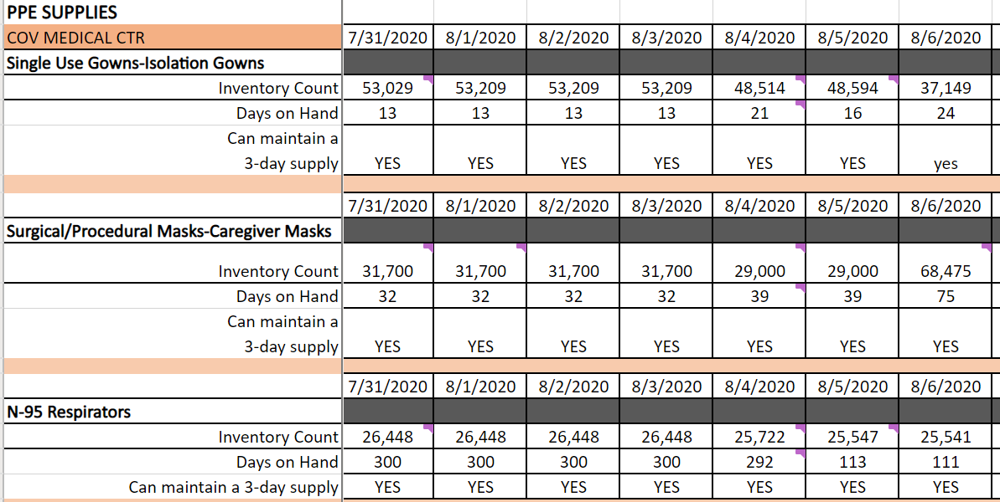 PPE SUPPLIES
COV MEDICAL CTR 7/31/2020 8/1/2020 8/2/2020 8/3/2020 8/4/2020 8/5/2020 8/6/2020
Single Use Gowns-Isolation Gowns
Inventory Count 53,029 53,209 53,209 53,209 48,514 48,594 37,149
Days on Hand 13 13 13 13 21 16 24
Can maintain a
3-day supply YES YES YES YES YES YES yes
7/31/2020 8/1/2020 8/2/2020 8/3/2020 8/4/2020 8/5/2020 8/6/2020
Surgical/Procedural Masks-Caregiver Masks
Inventory Count 31,700 31,700 31,700 31,700 29,000 29,000 68,475
Days on Hand 32 32 32 32 39 39 75
Can maintain a
3-day supply YES YES YES YES YES YES YES
7/31/2020 8/1/2020 8/2/2020 8/3/2020 8/4/2020 8/5/2020 8/6/2020
N-95 Respirators
Inventory Count 26,448 26,448 26,448 26,448 25,722 25,547 25,541
Days on Hand 300 300 300 300 292 113 111
Can maintain a 3-day supply YES YES YES YES YES YES YES